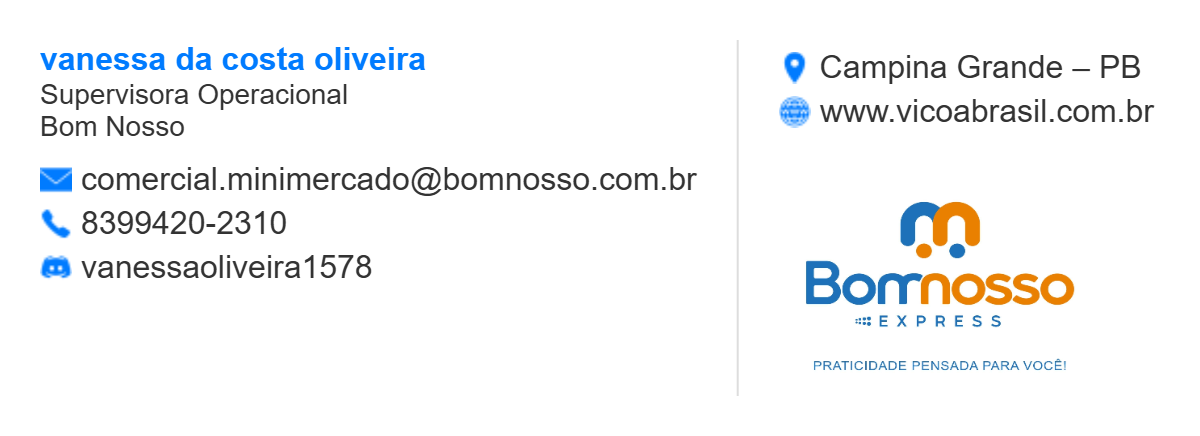 vanessa da costa oliveira
Supervisora Operacional
Bom Nosso
comercial.minimercado@bomnosso.com.br
8399420-2310
vanessaoliveira1578
Campina Grande – PB
www.vicoabrasil.com.br
Bomnosso
EXPRESS
PRATICIDADE PENSADA PARA VOCÊ!